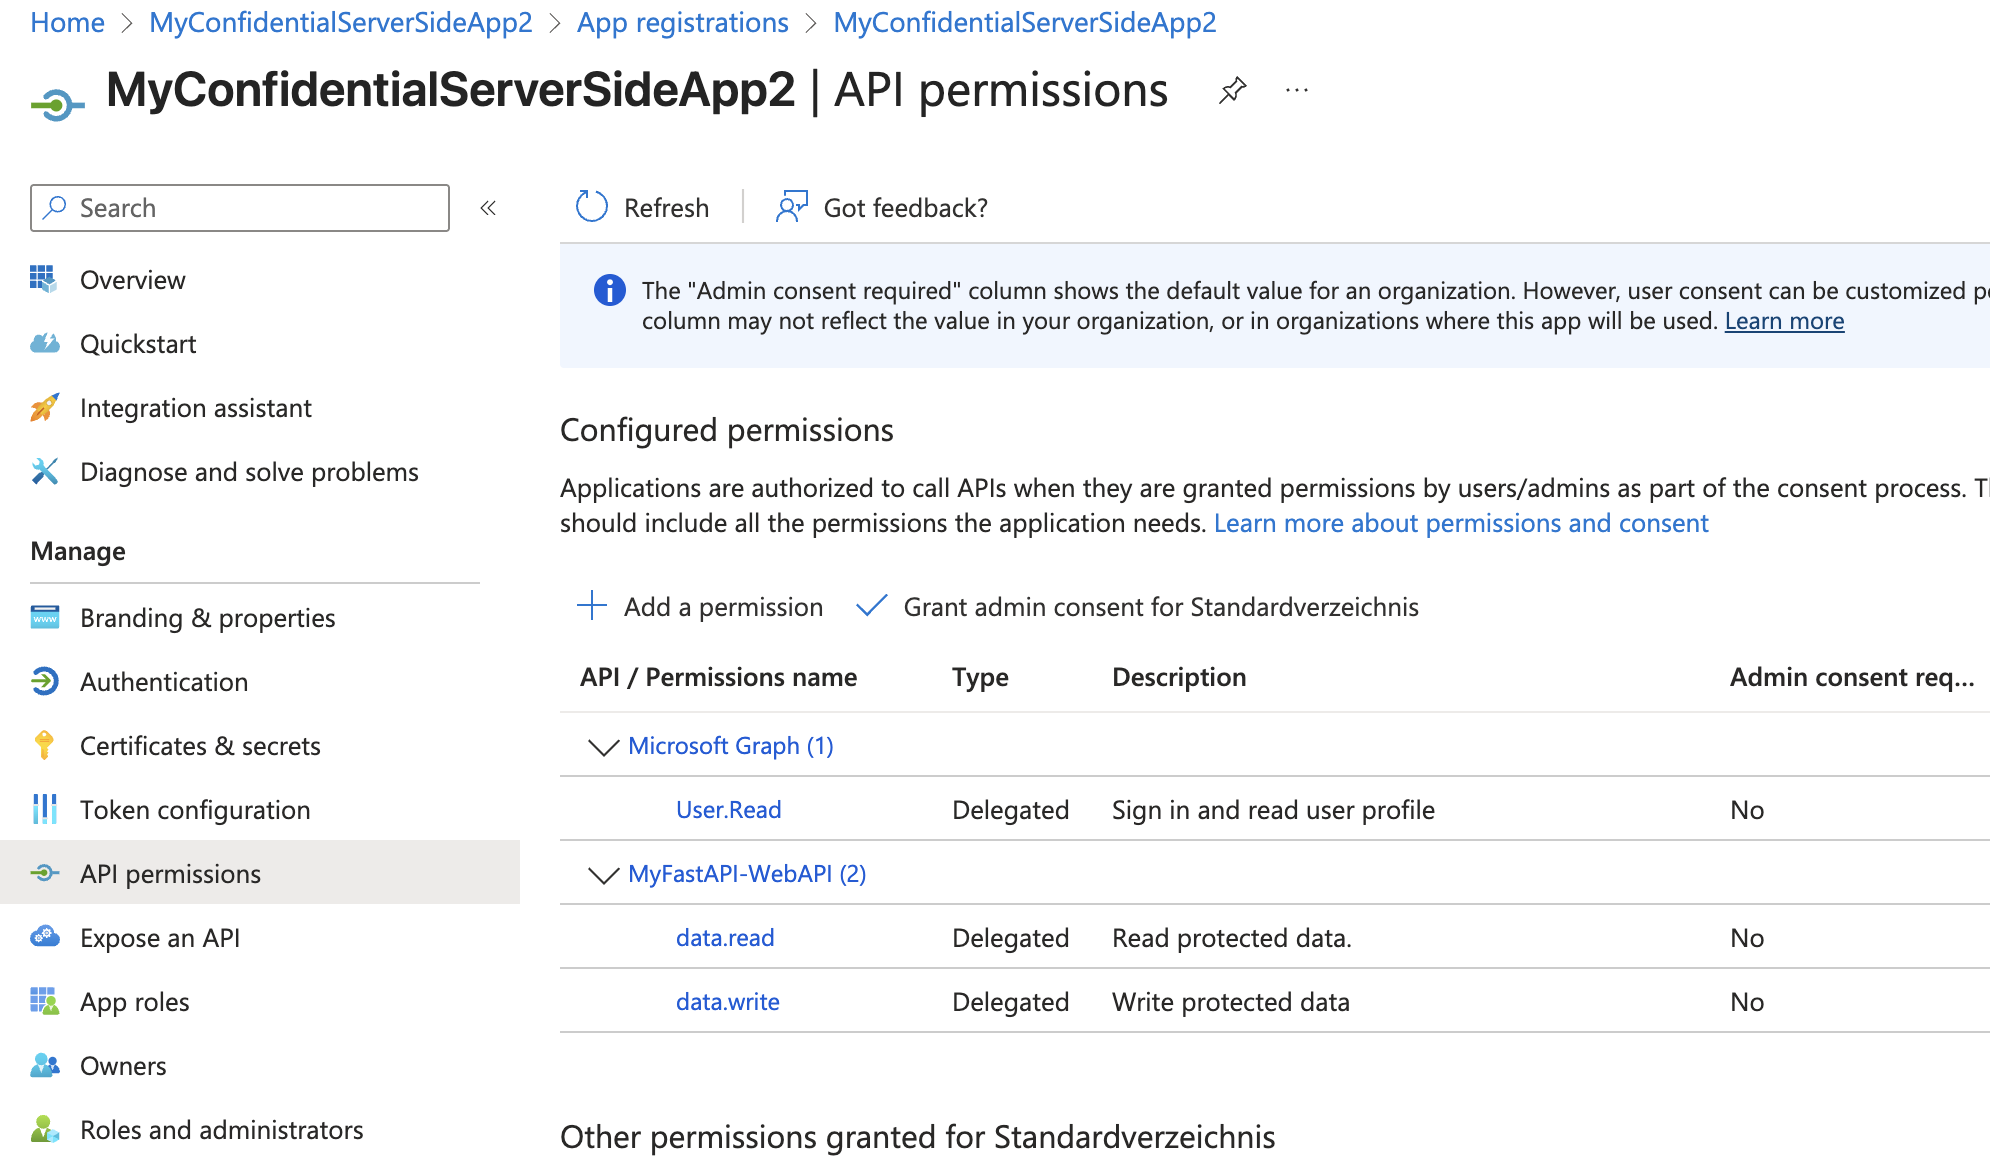 Home > MyConfidentialServerSideApp2 > App registrations > MyConfidentialServerSideApp2
MyConfidentialServerSideApp2 | API permissions ...
Search «
Overview
Quickstart
Integration assistant
Diagnose and solve problems
Manage
Branding & properties
Authentication
Certificates & secrets
Token configuration
API permissions
Expose an API
App roles
Owners
Roles and administrators
Refresh | Got feedback?
The "Admin consent required" column shows the default value for an organization. However, user consent can be customized
column may not reflect the value in your organization, or in organizations where this app will be used. Learn more
Configured permissions
Applications are authorized to call APIs when they are granted permissions by users/admins as part of the consent process.
should include all the permissions the application needs. Learn more about permissions and consent
Add a permission Grant admin consent for Standardverzeichnis
API / Permissions name Type Description Admin consent req...
Microsoft Graph (1)
User.Read Delegated Sign in and read user profile No
MyFastAPI-WebAPI (2)
data.read Delegated Read protected data. No
data.write Delegated Write protected data No
Other permissions granted for Standardverzeichnis